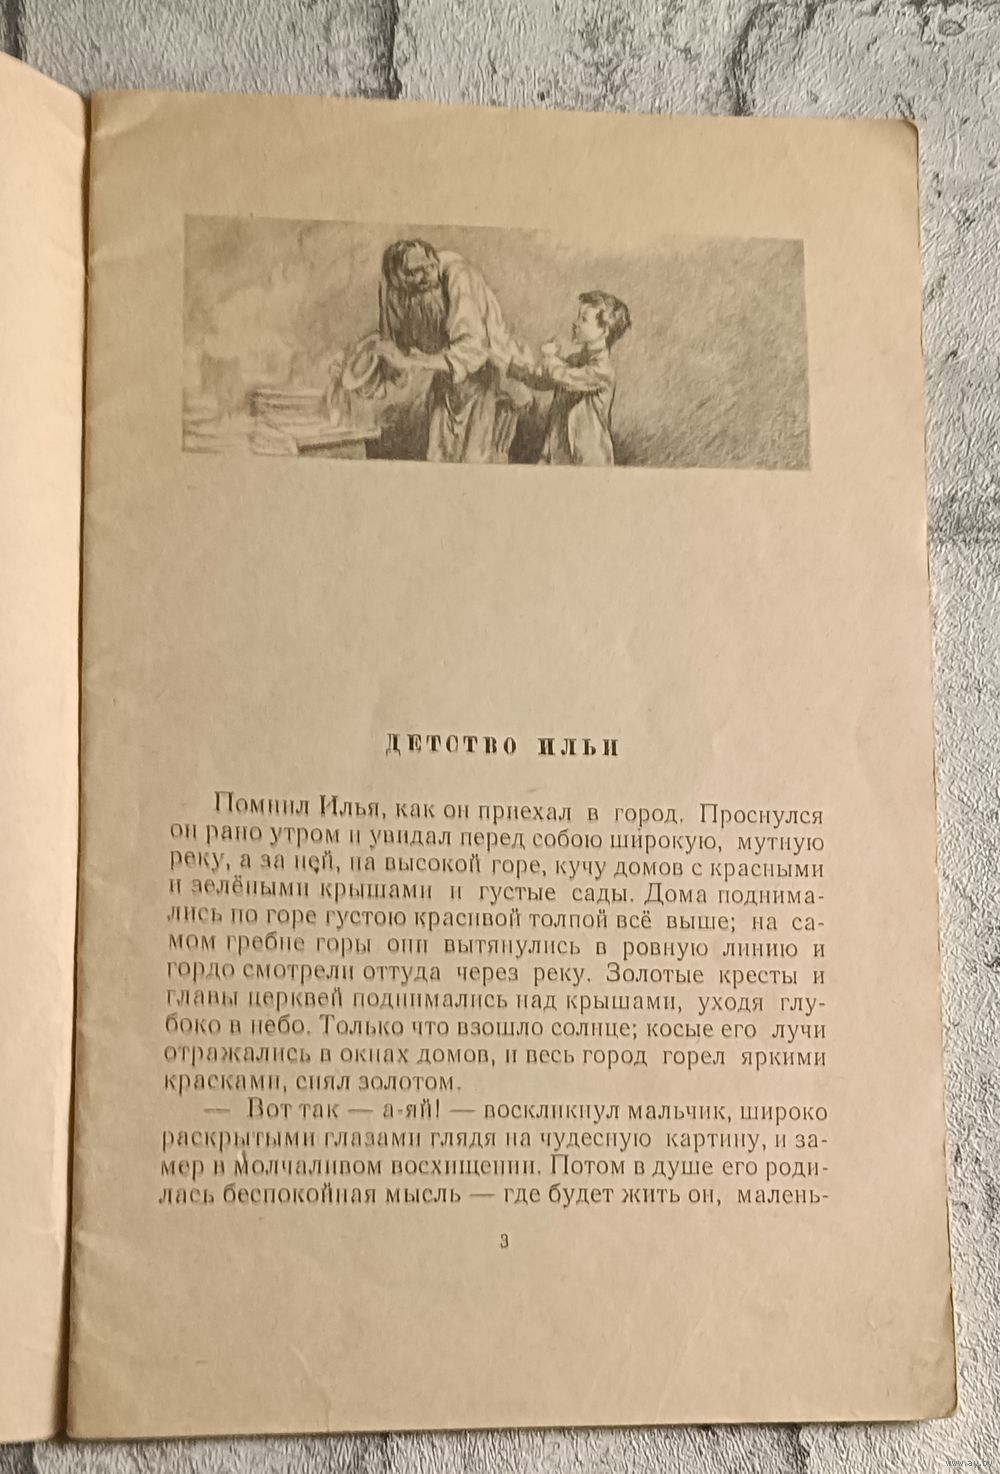 ДЕТСТВО ИЛЬИ
Помнил Илья, как он приехал в город. Проснулся
он рано утром и увидал перед собою широкую, мутную
реку, а за ней, на высокой горе, кучу домов с красными
и зелёными крышами и густые сады. Дома поднима-
лись по горе густою красивой толпой всё выше; на са-
мом гребне горы они вытянулись в ровную линию и
гордо смотрели оттуда через реку. Золотые кресты и
главы церквей поднимались над крышами, уходя глу-
боко в небо. Только что взошло солнце; косые его лучи
отражались в окнах домов, и весь город горел яркими
красками, сиял золотом.
— Вот так — а-яй! — воскликнул мальчик, широко
раскрытыми глазами глядя на чудесную картину, и за-
мер в молчаливом восхищении. Потом в душе его роди-
лась беспокойная мысль — где будет жить он, малень-
3
www.ay.by